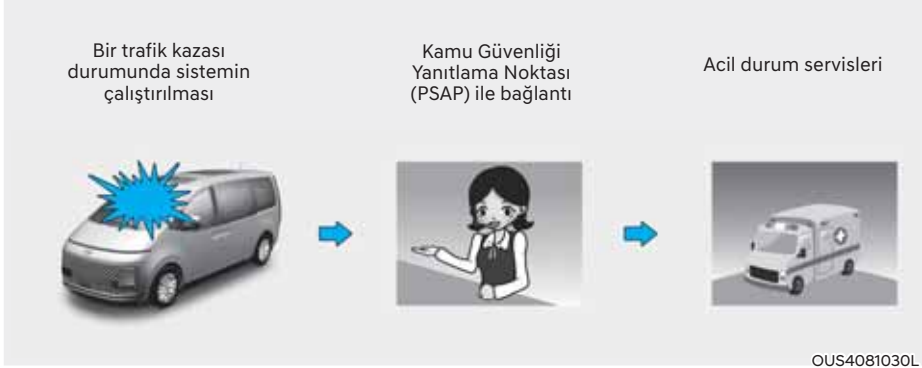 Bir trafik kazası
durumunda sistemin
çalıştırılması
Kamu Güvenliği
Yanıtlama Noktası
(PSAP) ile bağlantı
Acil durum servisleri
OUS4081030L